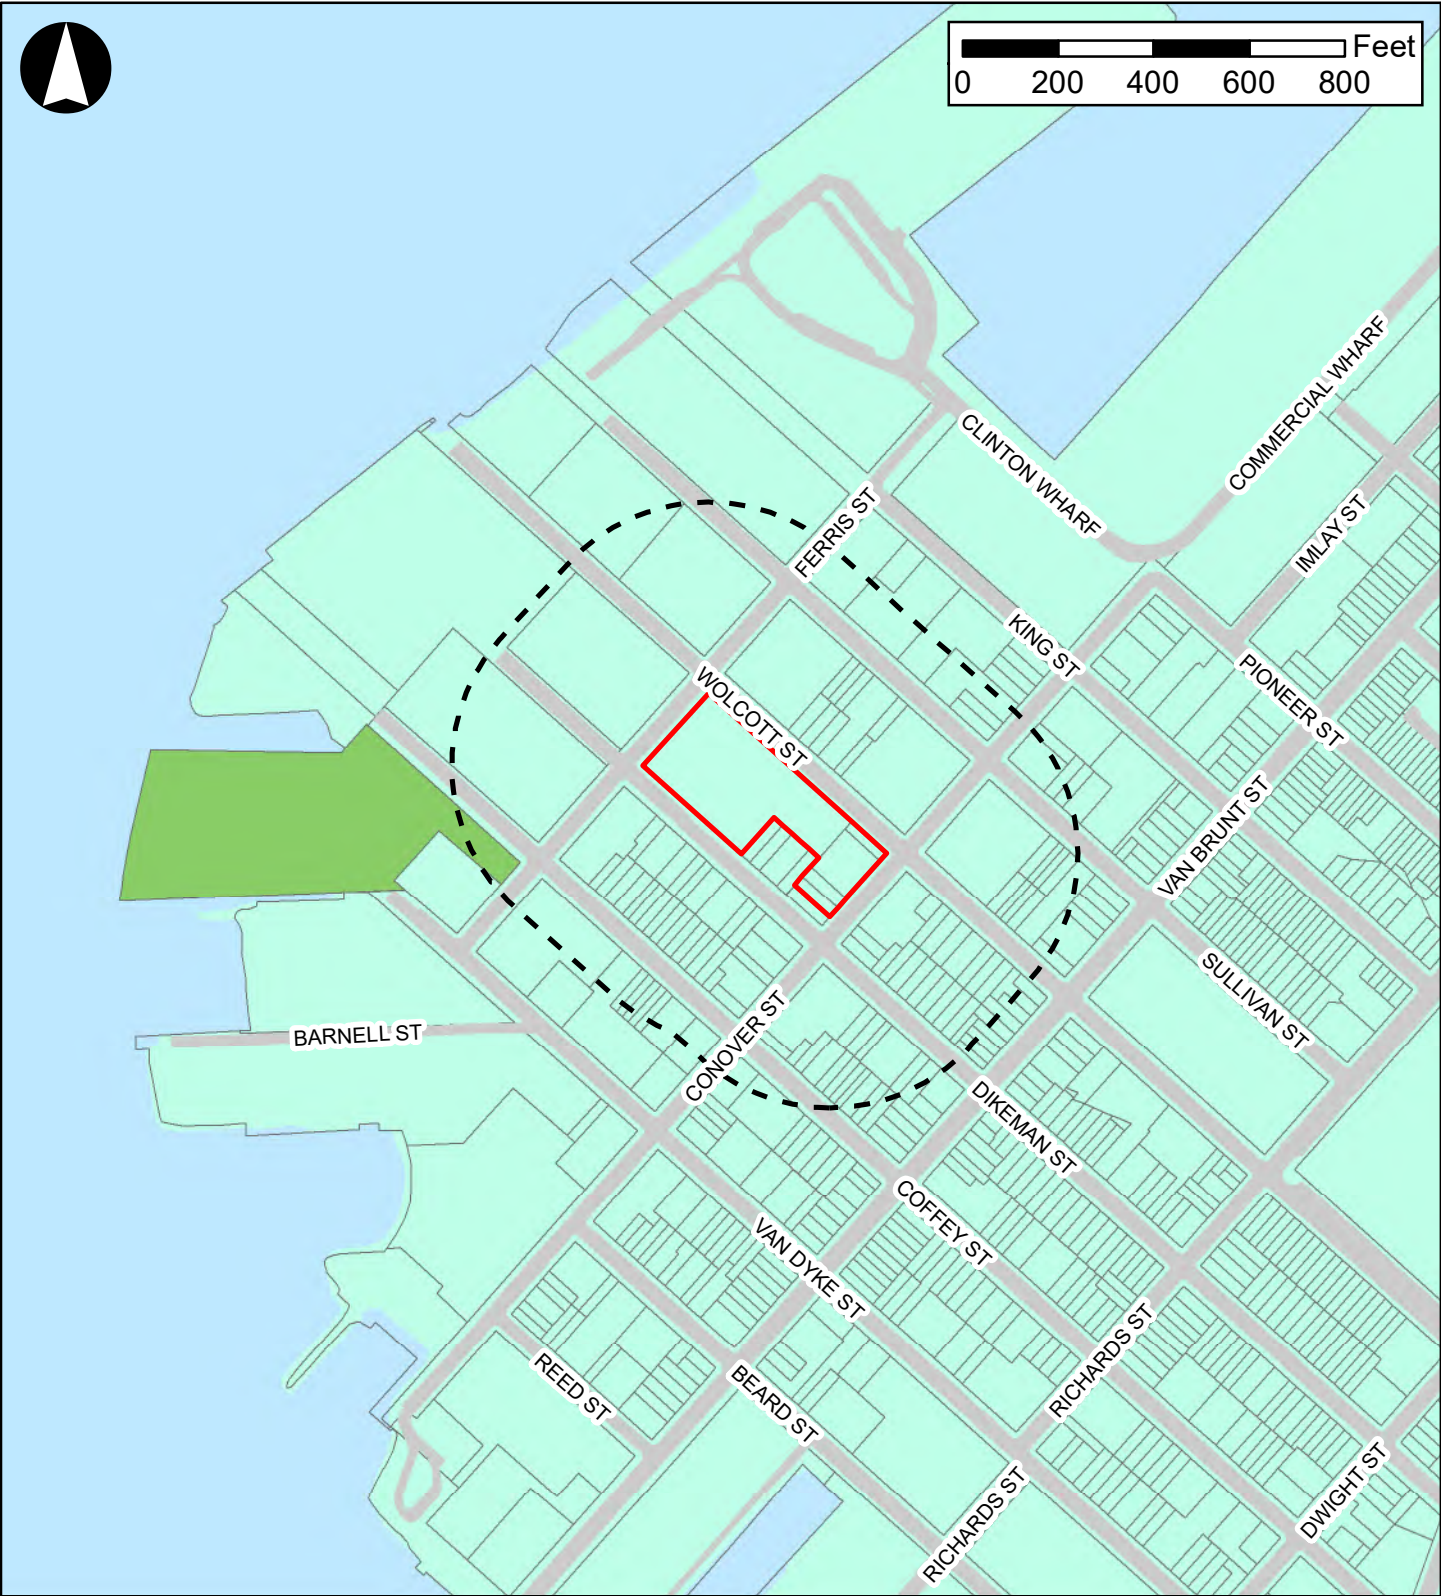 Feet
0 200 400 600 800
COMMERCIAL WHARF
CLINTON WHARF
FERRIS ST
IMLAY ST
KING ST
PIONEER ST
WOLCOTT ST
VAN BRUNT ST
SULLIVAN ST
BARNELL ST
CONOVER ST
DIKEMAN ST
COFFEY ST
VAN DYKE ST
RICHARDS ST
REED ST
BEARD ST
DWIGHT ST
RICHARDS ST